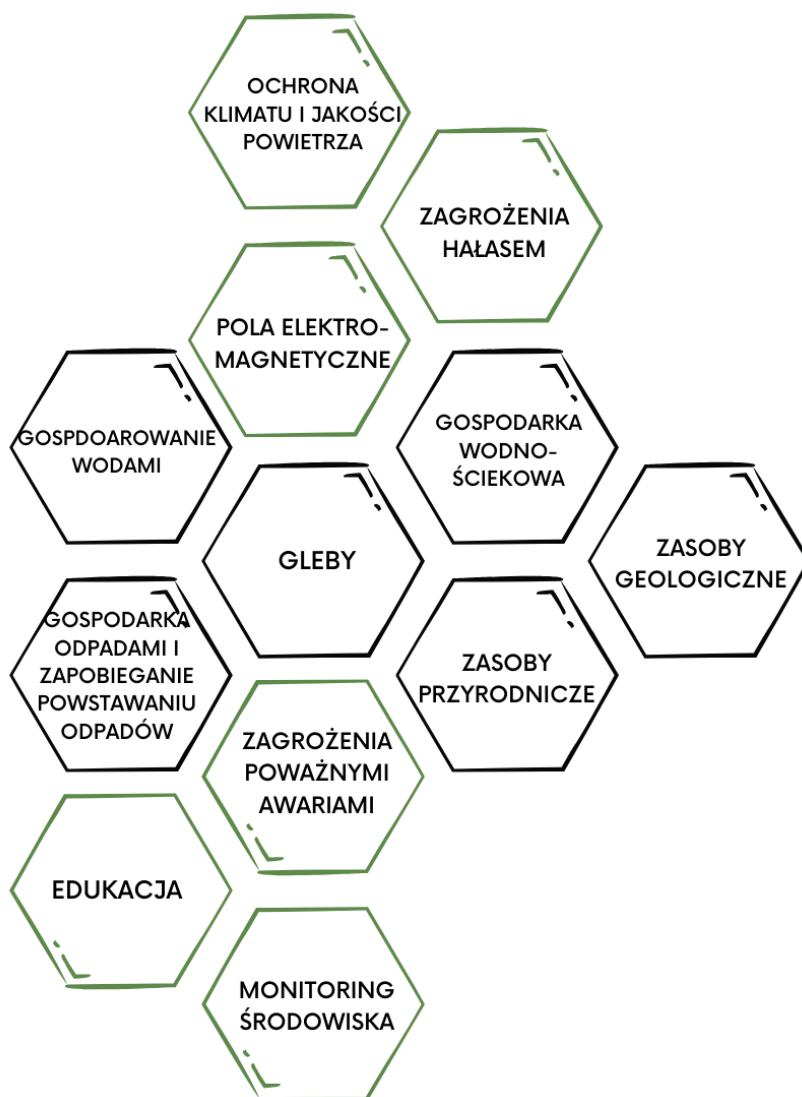 OCHRONA
KLIMATU I JAKOŚCI
POWIETRZA
ZAGROŻENIA
HAŁASEM
POLA ELEKTRO-
MAGNETYCZNE
GOSPDOAROWANIE
WODAMI
GOSPODARKA
WODNO-
ŚCIEKOWA
GLEBY
ZASOBY
GEOLOGICZNE
GOSPODARKA
ODPADAMI I
ZAPOBIEGANIE
POWSTAWANIU
ODPADÓW
ZASOBY
PRZYRODNICZE
ZAGROŻENIA
POWAŻNYMI
AWARIAMI
EDUKACJA
MONITORING
ŚRODOWISKA